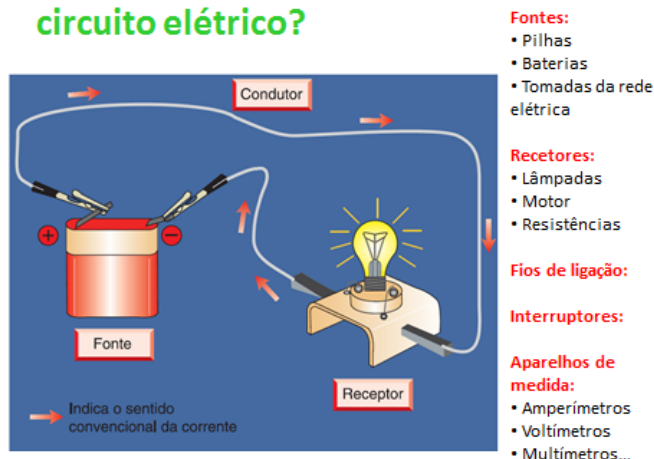 circuito elétrico?
Condutor
+
−
Fonte
Receptor
Indica o sentido
convencional da corrente
Fontes:
• Pilhas
• Baterias
• Tomadas da rede
elétrica
Recetores:
• Lâmpadas
• Motor
• Resistências
Fios de ligação:
Interruptores:
Aparelhos de
medida:
• Amperímetros
• Voltímetros
• Multímetros...